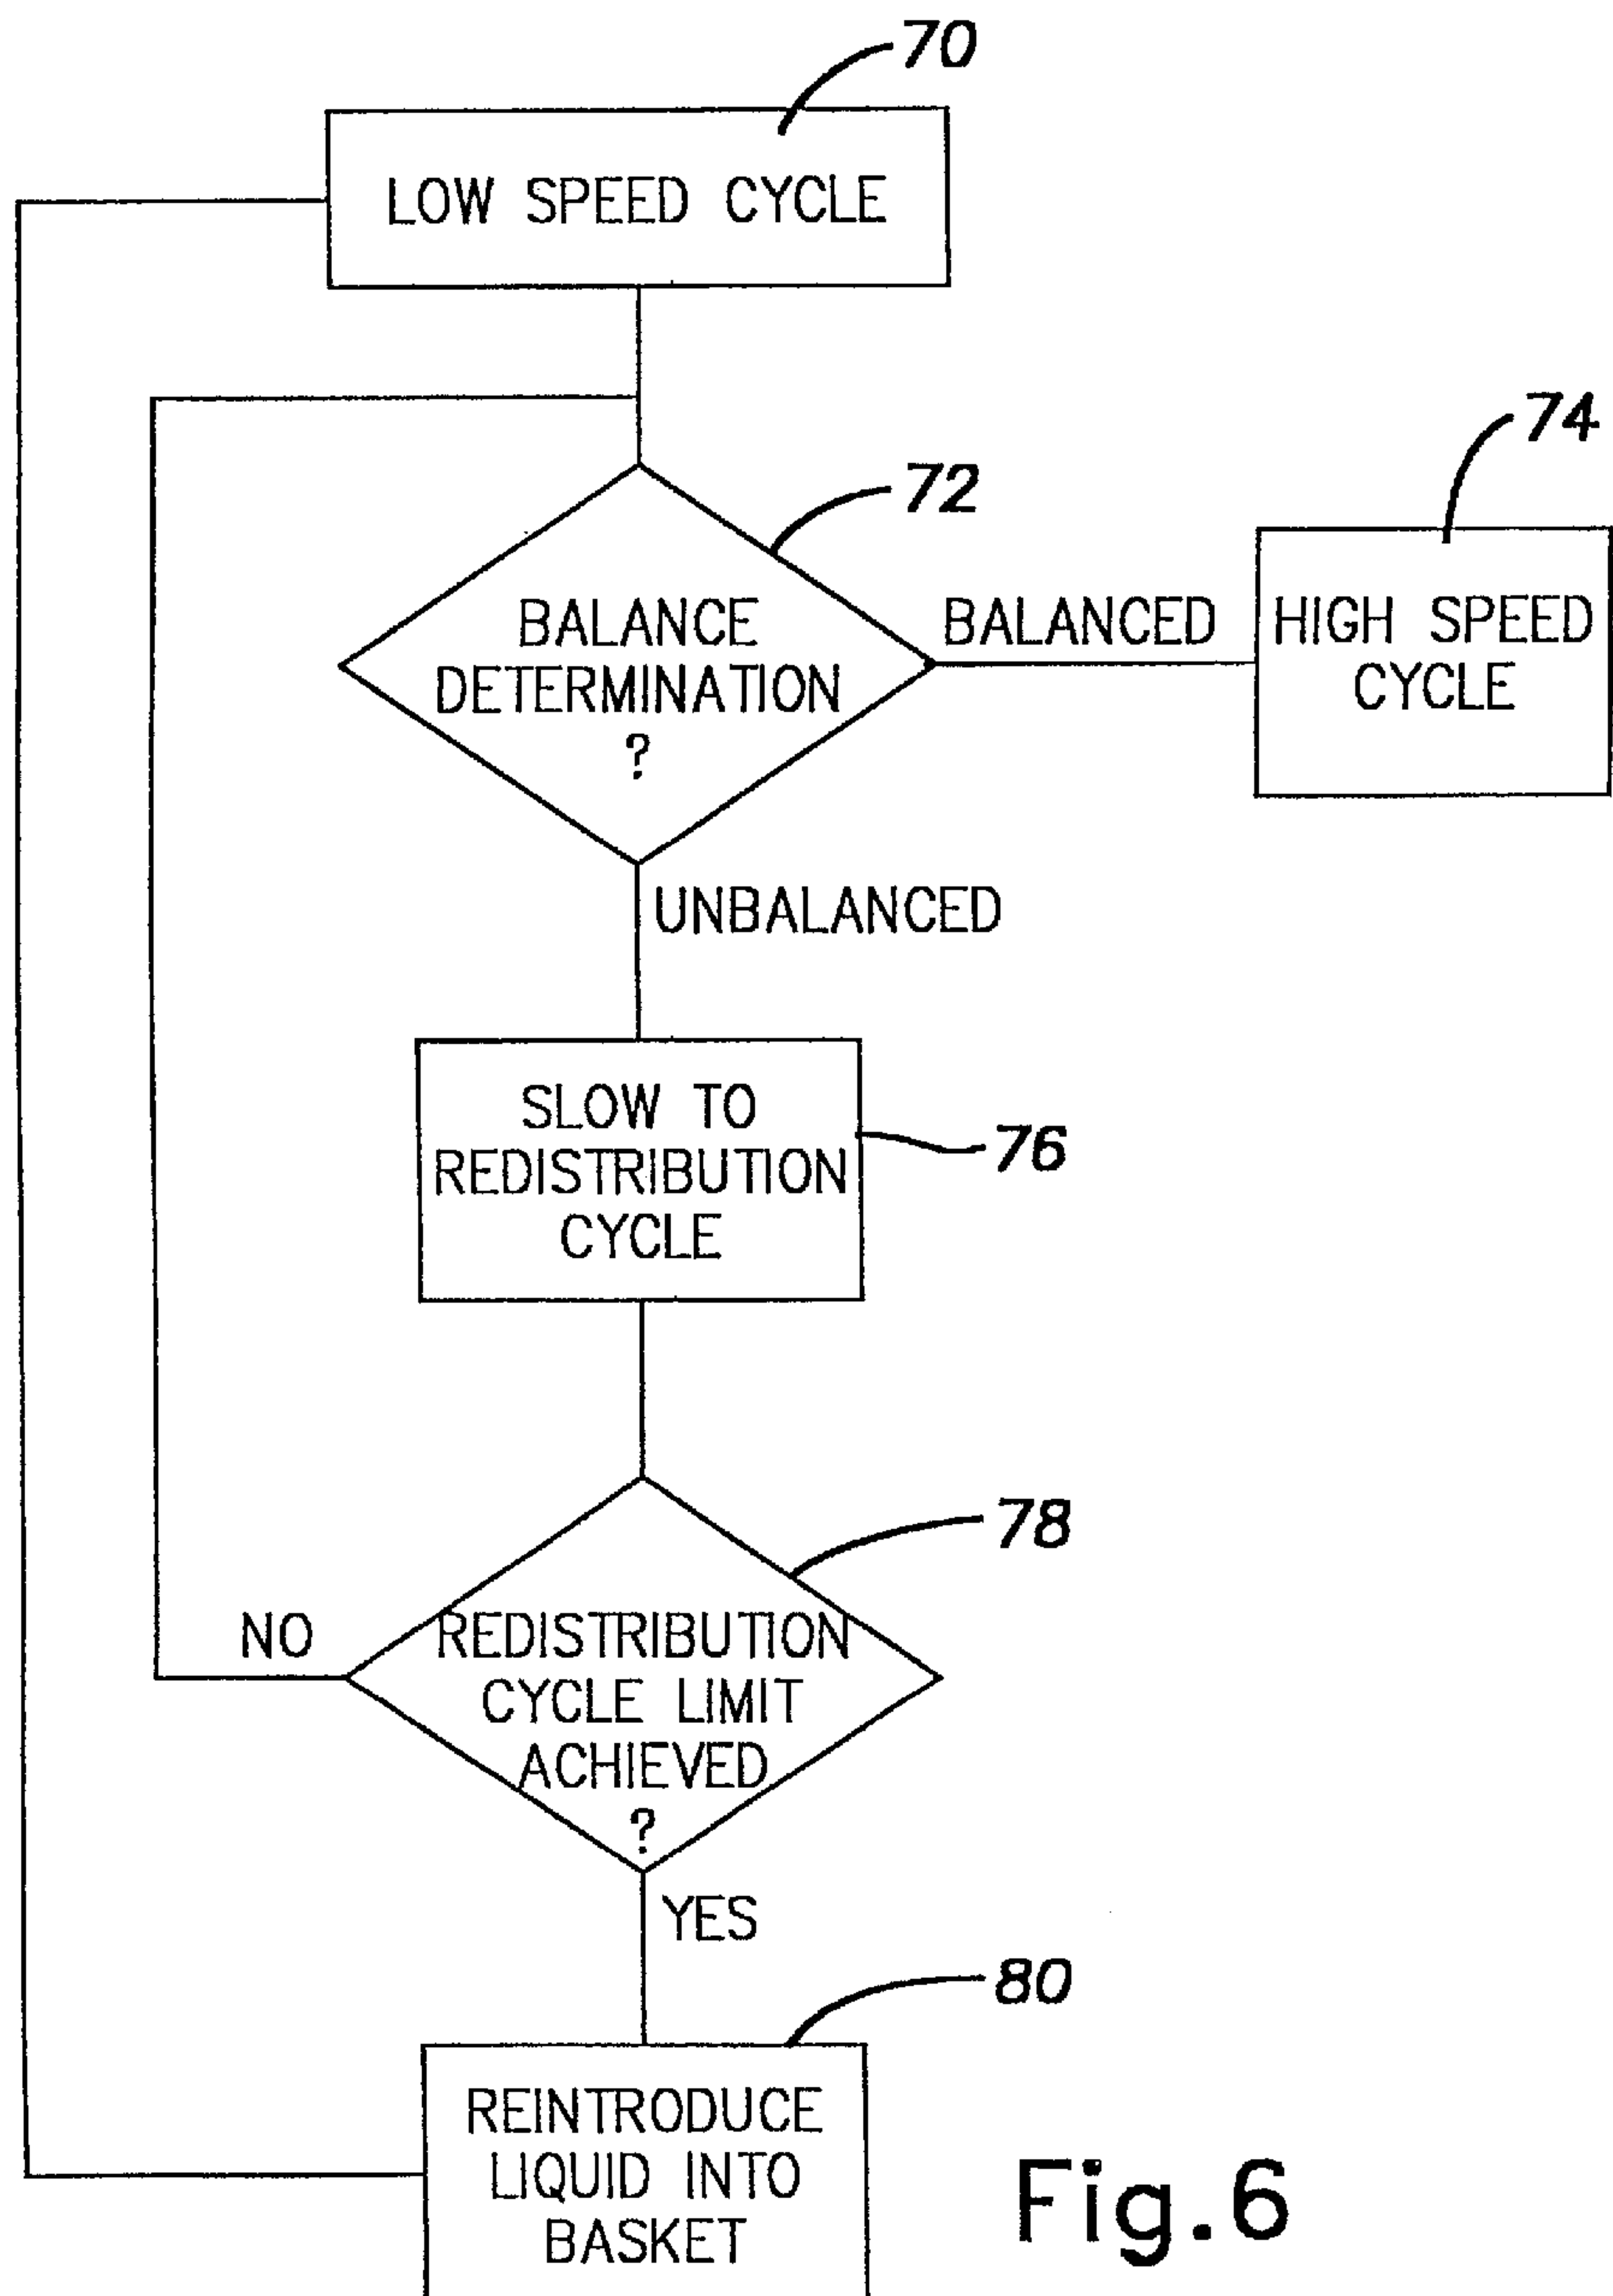 70
LOW SPEED CYCLE
74
72
BALANCE
DETERMINATION
?
BALANCED
HIGH SPEED
CYCLE
UNBALANCED
SLOW TO
REDISTRIBUTION
CYCLE
76
78
NO
REDISTRIBUTION
CYCLE LIMIT
ACHIEVED
?
YES
80
REINTRODUCE
LIQUID INTO
BASKET
Fig.6